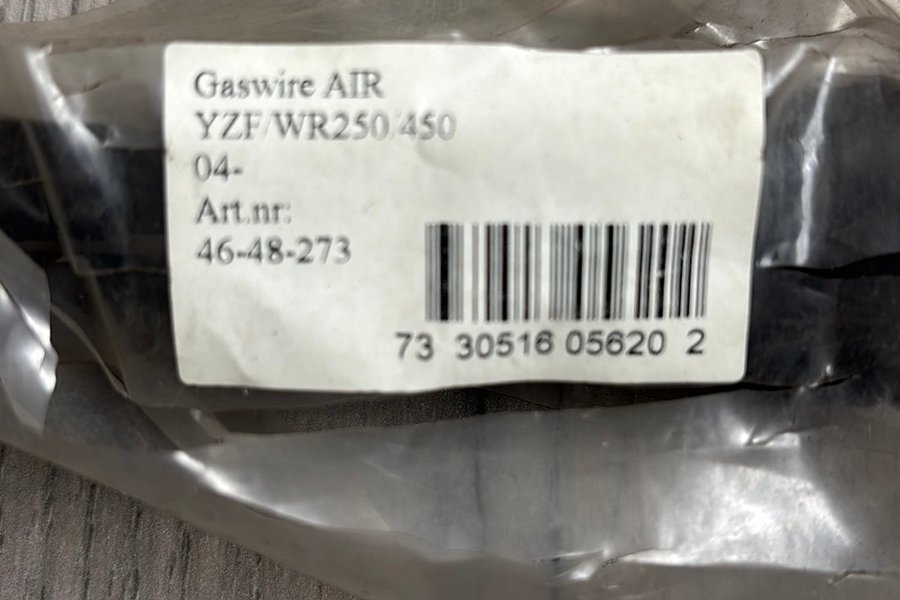 Gaswire AIR
YZF/WR250/450
04-
Art.nr:
46-48-273
73 30516 05620 2